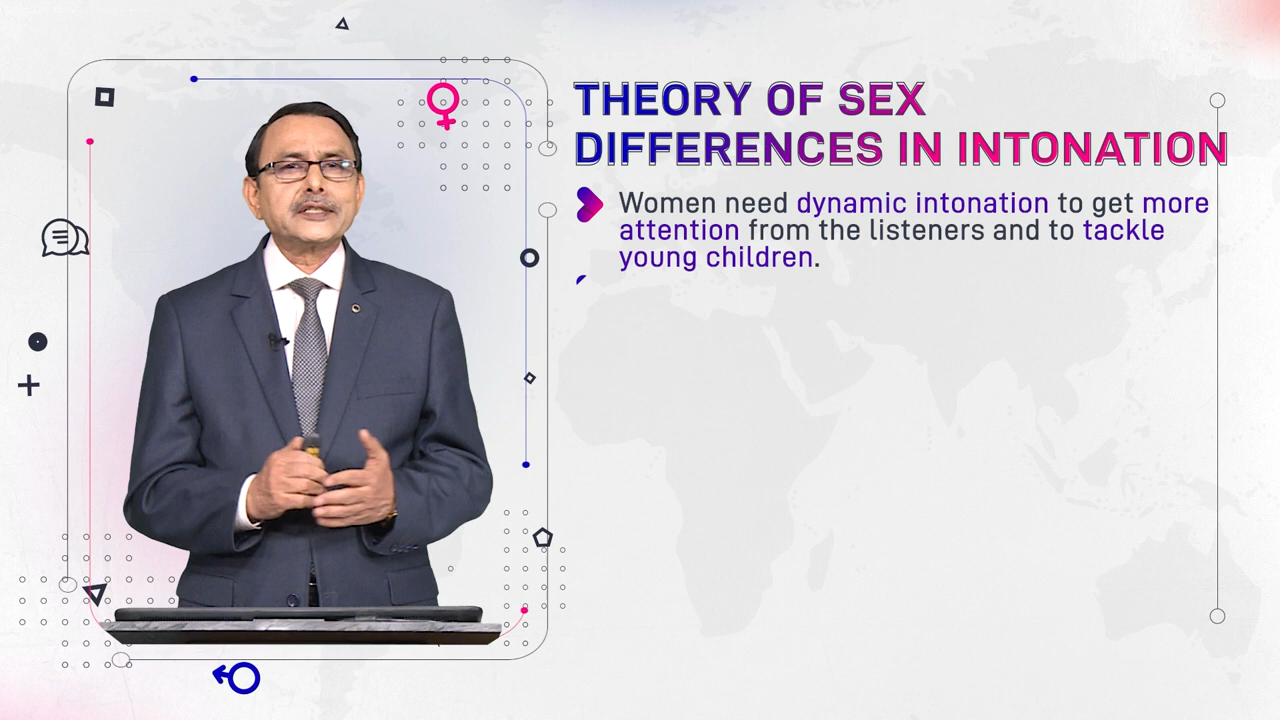 THEORY OF SEX
DIFFERENCES IN INTONATION
Women need dynamic intonation to get more
attention from the listeners and to tackle
young children.